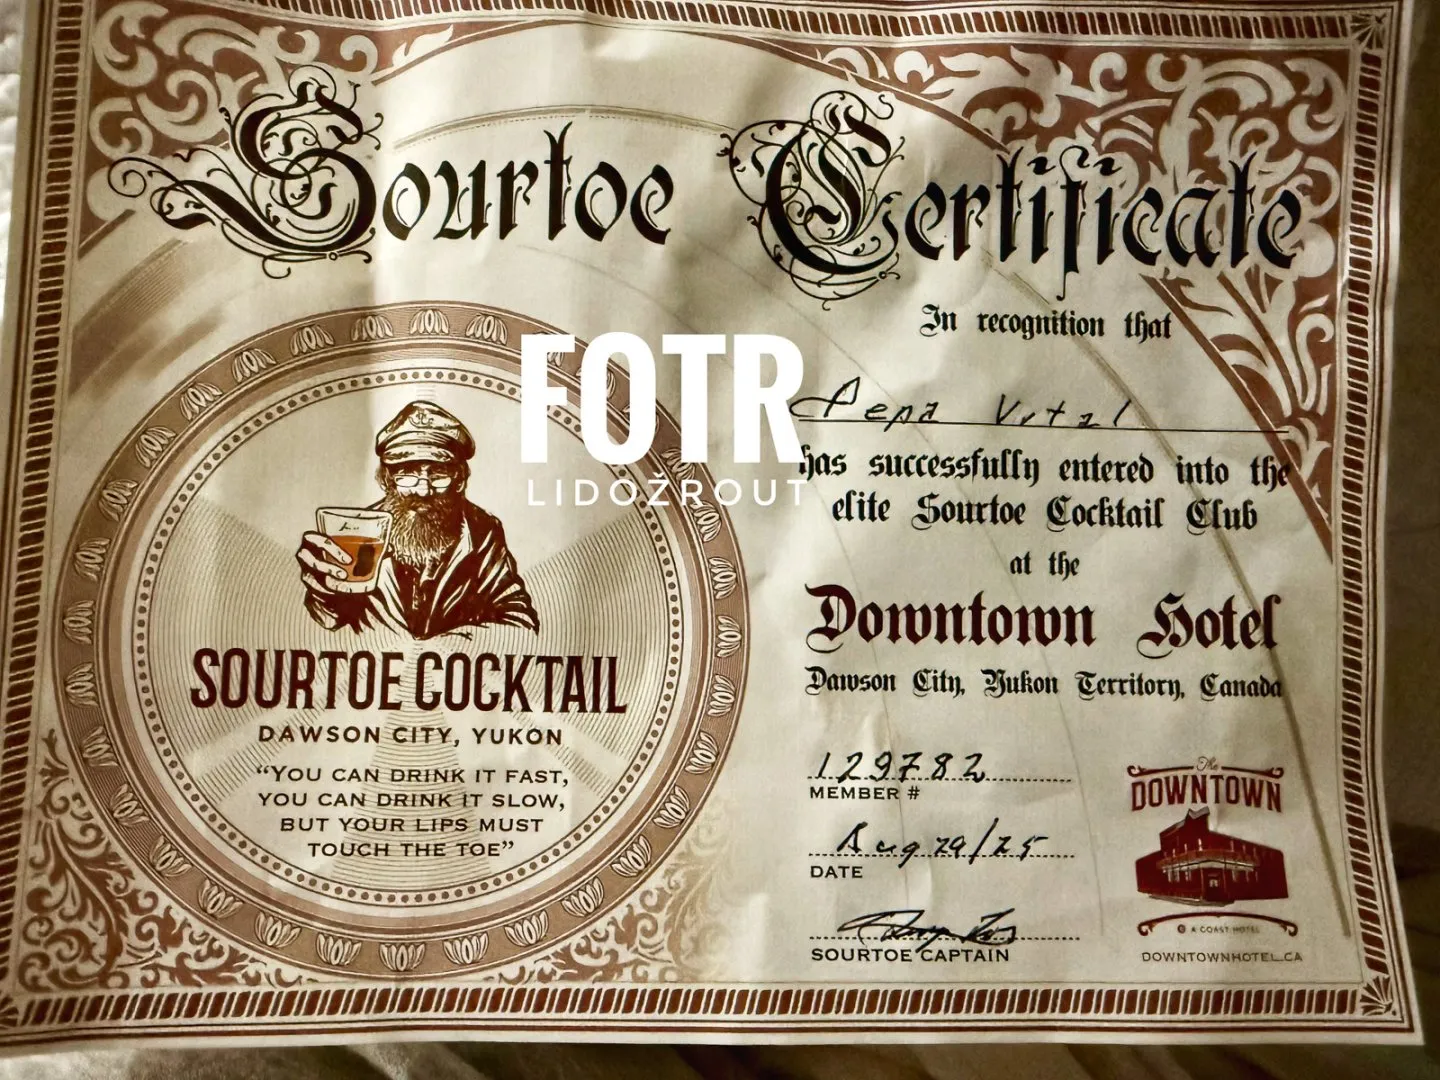 Sourtoe Certificate
In recognition that
Pepa Vrtal
has successfully entered into the
elite Sourtoe Cocktail Club
at the
Downtown Hotel
Dawson City, Yukon Territory, Canada
129782
MEMBER #
Aug 29/25
DATE
SOURTOE CAPTAIN
FOTR
LIDOŽROUT
SOURTOE COCKTAIL
DAWSON CITY, YUKON
“YOU CAN DRINK IT FAST,
YOU CAN DRINK IT SLOW,
BUT YOUR LIPS MUST
TOUCH THE TOE”
The
DOWNTOWN
A COAST HOTEL
DOWNTOWNHOTEL.CA